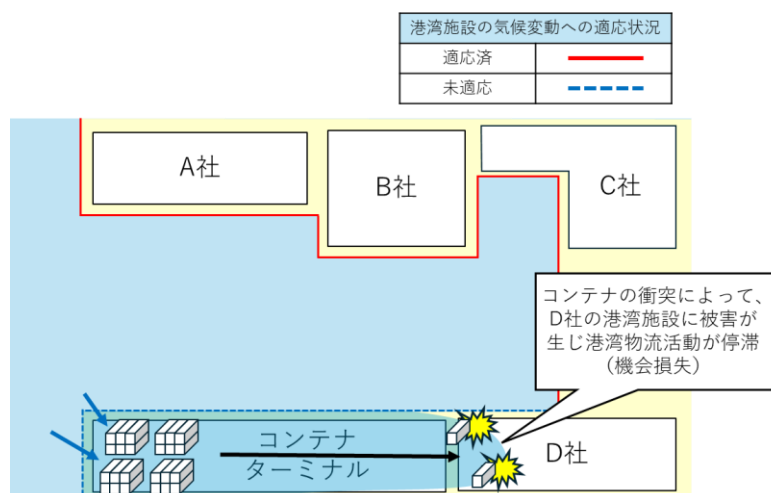 港湾施設の気候変動への適応状況
適応済
未適応
A社
B社
C社
コンテナの衝突によって、
D社の港湾施設に被害が
生じ港湾物流活動が停滞
（機会損失）
コンテナ
ターミナル
D社